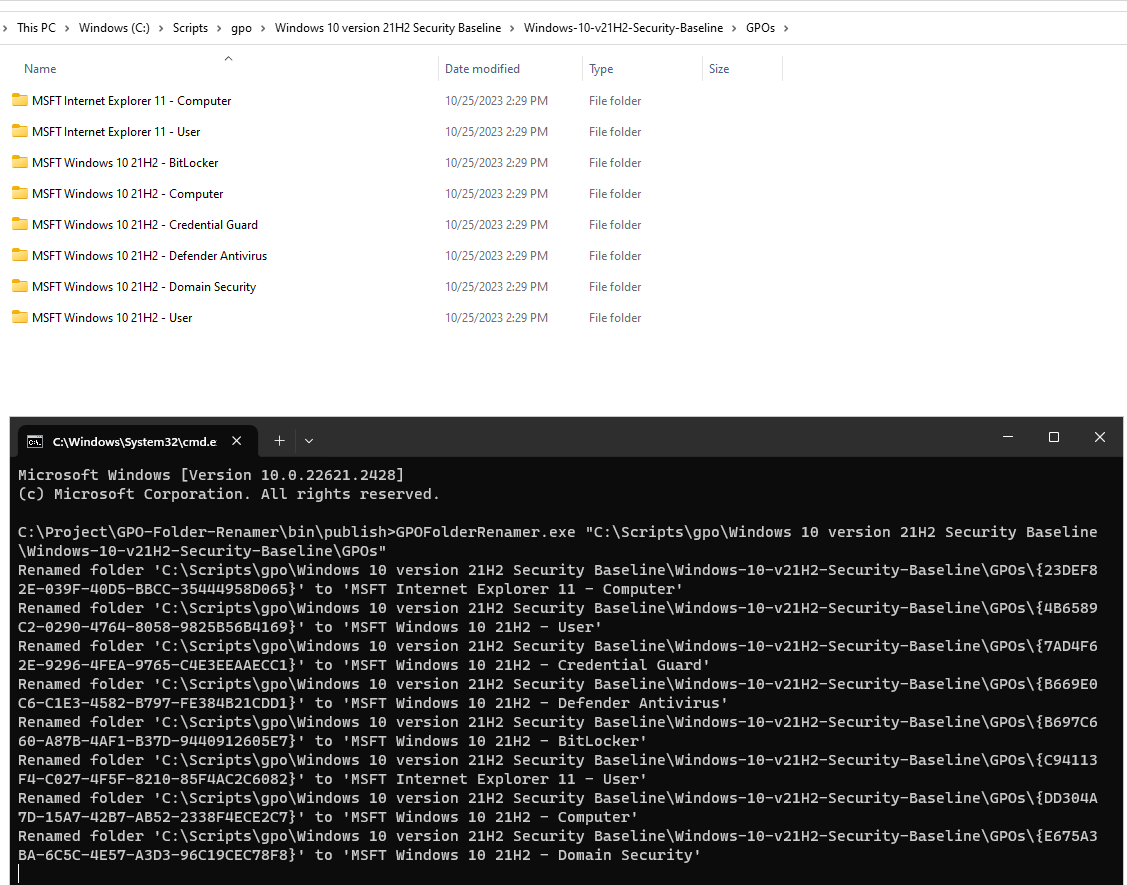 › This PC › Windows (C:) › Scripts › gpo › Windows 10 version 21H2 Security Baseline › Windows-10-v21H2-Security-Baseline › GPOs ›
Name Date modified Type Size
MSFT Internet Explorer 11 - Computer 10/25/2023 2:29 PM File folder
MSFT Internet Explorer 11 - User 10/25/2023 2:29 PM File folder
MSFT Windows 10 21H2 - BitLocker 10/25/2023 2:29 PM File folder
MSFT Windows 10 21H2 - Computer 10/25/2023 2:29 PM File folder
MSFT Windows 10 21H2 - Credential Guard 10/25/2023 2:29 PM File folder
MSFT Windows 10 21H2 - Defender Antivirus 10/25/2023 2:29 PM File folder
MSFT Windows 10 21H2 - Domain Security 10/25/2023 2:29 PM File folder
MSFT Windows 10 21H2 - User 10/25/2023 2:29 PM File folder
C:\Windows\System32\cmd.e
Microsoft Windows [Version 10.0.22621.2428]
(c) Microsoft Corporation. All rights reserved.
C:\Project\GPO-Folder-Renamer\bin\publish>GPOFolderRenamer.exe "C:\Scripts\gpo\Windows 10 version 21H2 Security Baseline
\Windows-10-v21H2-Security-Baseline\GPOs"
Renamed folder 'C:\Scripts\gpo\Windows 10 version 21H2 Security Baseline\Windows-10-v21H2-Security-Baseline\GPOs\{23DEF8
2E-039F-40D5-BBCC-35444958D065}' to 'MSFT Internet Explorer 11 - Computer'
Renamed folder 'C:\Scripts\gpo\Windows 10 version 21H2 Security Baseline\Windows-10-v21H2-Security-Baseline\GPOs\{4B6589
C2-0290-4764-8058-9825B56B4169}' to 'MSFT Windows 10 21H2 - User'
Renamed folder 'C:\Scripts\gpo\Windows 10 version 21H2 Security Baseline\Windows-10-v21H2-Security-Baseline\GPOs\{7AD4F6
2E-9296-4FEA-9765-C4E3EEAAECC1}' to 'MSFT Windows 10 21H2 - Credential Guard'
Renamed folder 'C:\Scripts\gpo\Windows 10 version 21H2 Security Baseline\Windows-10-v21H2-Security-Baseline\GPOs\{B669E0
C6-C1E3-4582-B797-FE384B21CDD1}' to 'MSFT Windows 10 21H2 - Defender Antivirus'
Renamed folder 'C:\Scripts\gpo\Windows 10 version 21H2 Security Baseline\Windows-10-v21H2-Security-Baseline\GPOs\{B697C6
60-A87B-4AF1-B37D-9440912605E7}' to 'MSFT Windows 10 21H2 - BitLocker'
Renamed folder 'C:\Scripts\gpo\Windows 10 version 21H2 Security Baseline\Windows-10-v21H2-Security-Baseline\GPOs\{C94113
F4-C027-4F5F-8210-85F4AC2C6082}' to 'MSFT Internet Explorer 11 - User'
Renamed folder 'C:\Scripts\gpo\Windows 10 version 21H2 Security Baseline\Windows-10-v21H2-Security-Baseline\GPOs\{DD304A
7D-15A7-42B7-AB52-2338F4ECE2C7}' to 'MSFT Windows 10 21H2 - Computer'
Renamed folder 'C:\Scripts\gpo\Windows 10 version 21H2 Security Baseline\Windows-10-v21H2-Security-Baseline\GPOs\{E675A3
BA-6C5C-4E57-A3D3-96C19CEC78F8}' to 'MSFT Windows 10 21H2 - Domain Security'